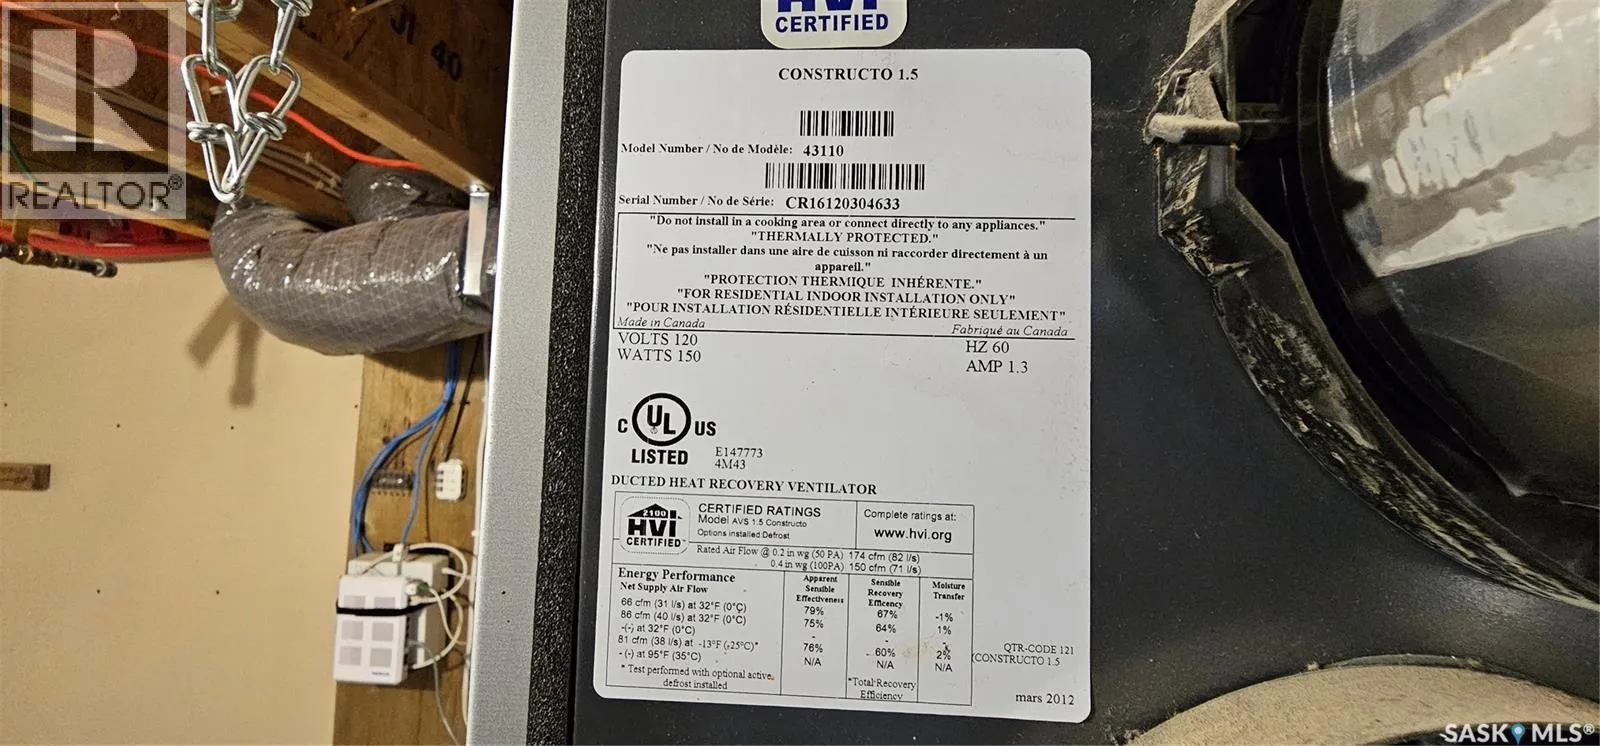 HVI
CERTIFIED
CONSTRUCTO 1.5
Model Number / No de Modèle: 43110
Serial Number / No de Série: CR16120304633
"Do not install in a cooking area or connect directly to any appliances."
"THERMALLY PROTECTED."
"Ne pas installer dans une aire de cuisson ni raccorder directement à un
appareil."
"PROTECTION THERMIQUE INHÉRENTE."
"FOR RESIDENTIAL INDOOR INSTALLATION ONLY"
"POUR INSTALLATION RÉSIDENTIELLE INTÉRIEURE SEULEMENT"
Made in Canada Fabriqué au Canada
VOLTS 120 HZ 60
WATTS 150 AMP 1.3
C UL US
LISTED
E147773
4M43
DUCTED HEAT RECOVERY VENTILATOR
2100
HVI
CERTIFIED™
CERTIFIED RATINGS
Model AVS 1.5 Constructo
Options installed Defrost
Complete ratings at:
www.hvi.org
Rated Air Flow @ 0.2 in wg (50 PA) 174 cfm (82 l/s)
0.4 in wg (100PA) 150 cfm (71 l/s)
Energy Performance
Net Supply Air Flow
Apparent
Sensible
Effectiveness
Sensible
Recovery
Efficency
Moisture
Transfer
66 cfm (31 l/s) at 32°F (0°C) 79% 67% -1%
86 cfm (40 l/s) at 32°F (0°C) 75% 64% 1%
-(-) at 32°F (0°C) - - -
81 cfm (38 l/s) at -13°F (-25°C)* 76% 60% 2%
- (-) at 95°F (35°C) N/A N/A N/A
* Test performed with optional active
defrost installed
*Total Recovery
Efficiency
QTR-CODE 121
CONSTRUCTO 1.5
mars 2012
JI 40
R
REALTOR®
SASK MLS®